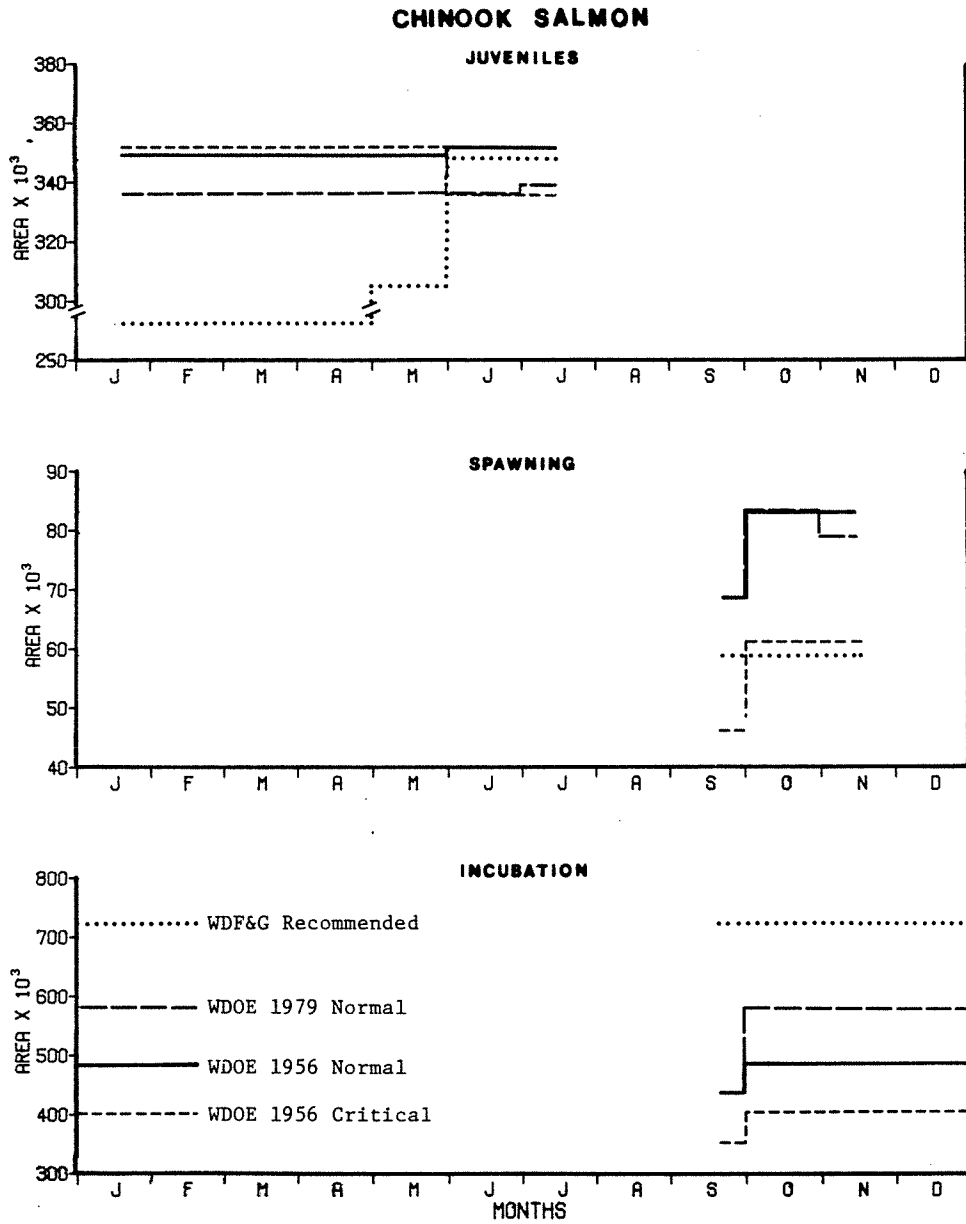 CHINOOK SALMON
JUVENILES
AREA X 10³
380
360
340
320
300
250
J F M A M J J A S O N D
SPAWNING
AREA X 10³
90
80
70
60
50
40
J F M A M J J A S O N D
INCUBATION
AREA X 10³
800
700
600
500
400
300
WDF&G Recommended
WDOE 1979 Normal
WDOE 1956 Normal
WDOE 1956 Critical
J F M A M J J A S O N D
MONTHS